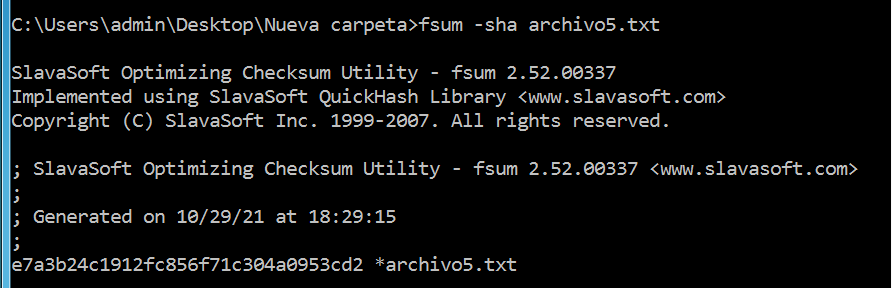 C:\Users\admin\Desktop\Nueva carpeta>fsum -sha archivo5.txt
SlavaSoft Optimizing Checksum Utility - fsum 2.52.00337
Implemented using SlavaSoft QuickHash Library <www.slavasoft.com>
Copyright (C) SlavaSoft Inc. 1999-2007. All rights reserved.
; SlavaSoft Optimizing Checksum Utility - fsum 2.52.00337 <www.slavasoft.com>
;
; Generated on 10/29/21 at 18:29:15
;
e7a3b24c1912fc856f71c304a0953cd2 *archivo5.txt